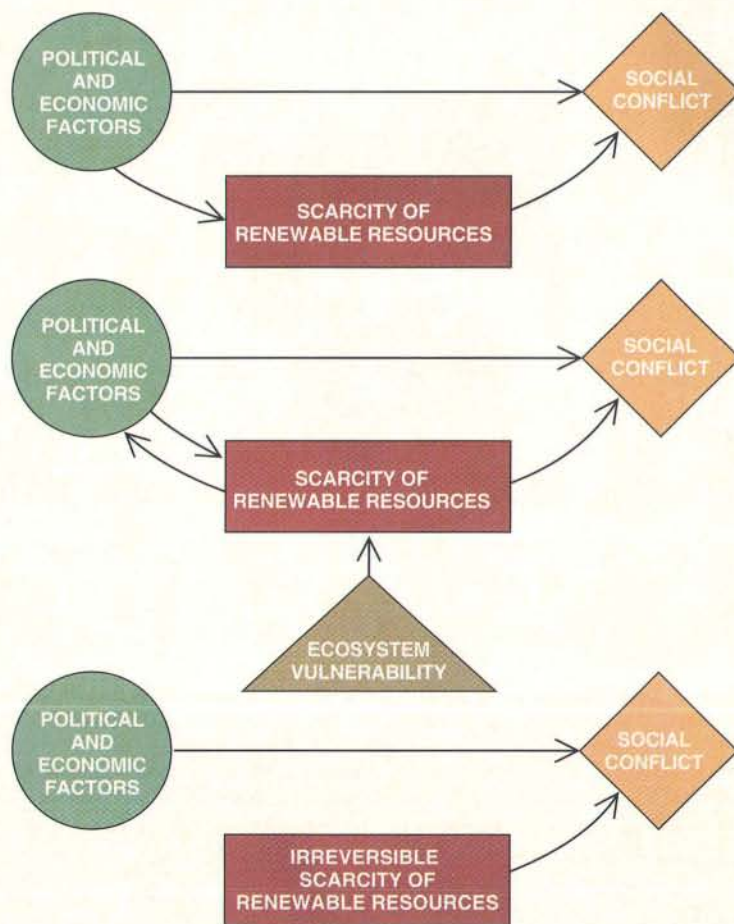 POLITICAL
AND
ECONOMIC
FACTORS
SOCIAL
CONFLICT
SCARCITY OF
RENEWABLE RESOURCES
POLITICAL
AND
ECONOMIC
FACTORS
SOCIAL
CONFLICT
SCARCITY OF
RENEWABLE RESOURCES
ECOSYSTEM
VULNERABILITY
POLITICAL
AND
ECONOMIC
FACTORS
SOCIAL
CONFLICT
IRREVERSIBLE
SCARCITY OF
RENEWABLE RESOURCES